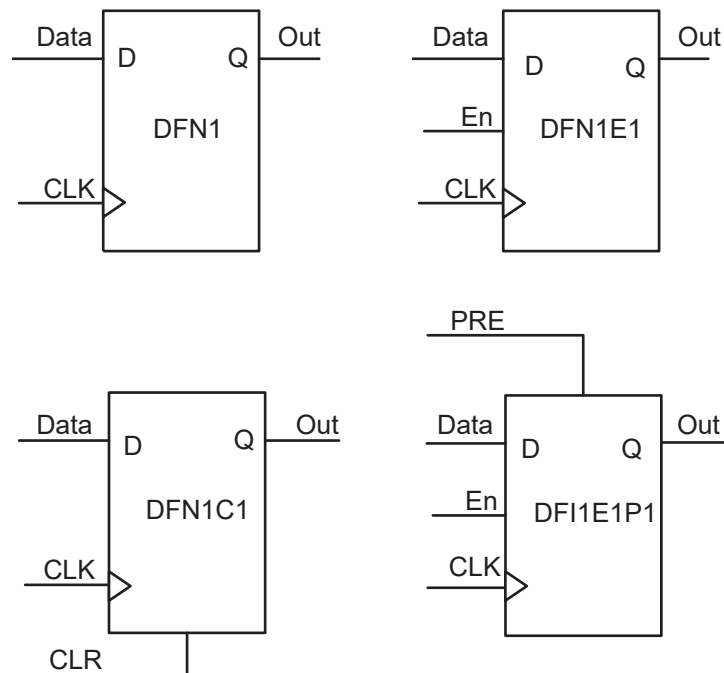 Data
D
Q
Out
DFN1
CLK
Data
D
Q
Out
En
DFN1E1
CLK
Data
D
Q
Out
DFN1C1
CLK
CLR
PRE
Data
D
Q
Out
En
DFI1E1P1
CLK